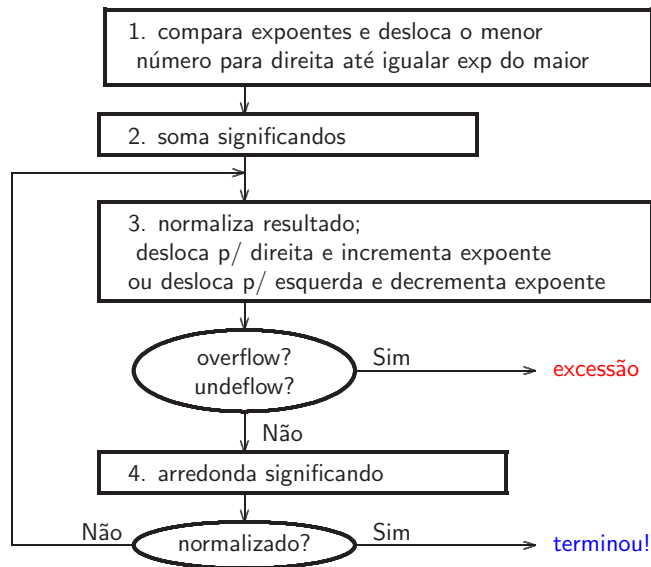 1. compara expoentes e desloca o menor
número para direita até igualar exp do maior
2. soma significandos
3. normaliza resultado;
desloca p/ direita e incrementa expoente
ou desloca p/ esquerda e decrementa expoente
overflow?
undeflow?
Sim
excessão
Não
4. arredonda significando
Não
normalizado?
Sim
terminou!